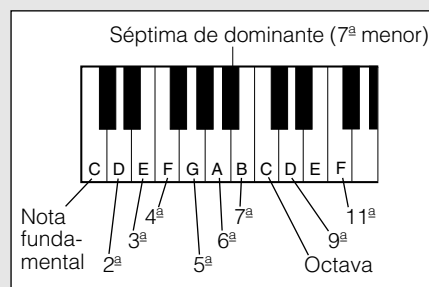 Séptima de dominante (7ª menor)
C D E F G A B C D E F
Nota
funda-
mental
2ª
3ª
4ª
5ª
6ª
7ª
Octava
9ª
11ª